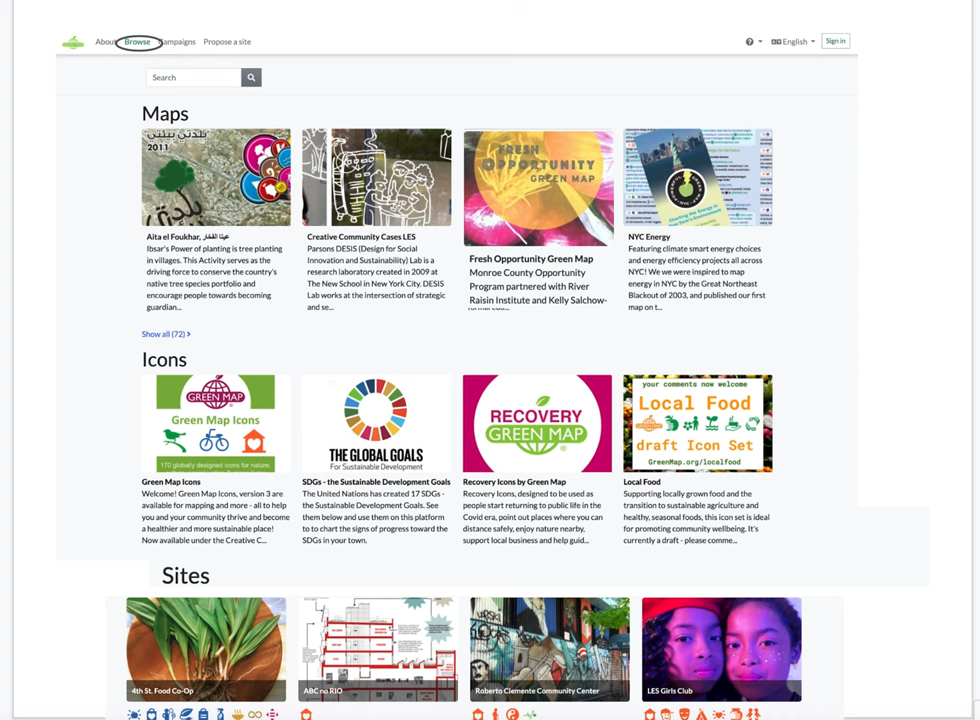 About Browse Campaigns Propose a site
English Sign in
Search
Maps
بلدتي بيئتي
2011
بلدتي
FRESH
OPPORTUNITY
GREEN MAP
Aita el Foukhar, عيتا الفخار
Ibsar's Power of planting is tree planting
in villages. This Activity serves as the
driving force to conserve the country's
native tree species portfolio and
encourage people towards becoming
guardian...
Creative Community Cases LES
Parsons DESIS (Design for Social
Innovation and Sustainability) Lab is a
research laboratory created in 2009 at
The New School in New York City. DESIS
Lab works at the intersection of strategic
and se...
Fresh Opportunity Green Map
Monroe County Opportunity
Program partnered with River
Raisin Institute and Kelly Salchow-
NYC Energy
Featuring climate smart energy choices
and energy efficiency projects all across
NYC! We we were inspired to map
energy in NYC by the Great Northeast
Blackout of 2003, and published our first
map on t...
Show all (72)
Icons
GREEN MAP
Green Map Icons
170 globally designed icons for nature,
THE GLOBAL GOALS
For Sustainable Development
RECOVERY
GREEN MAP
your comments now welcome
Local Food
draft Icon Set
GreenMap.org/localfood
Green Map Icons
Welcome! Green Map Icons, version 3 are
available for mapping and more - all to help
you and your community thrive and become
a healthier and more sustainable place!
Now available under the Creative C...
SDGs - the Sustainable Development Goals
The United Nations has created 17 SDGs -
the Sustainable Development Goals. See
them below and use them on this platform
to to chart the signs of progress toward the
SDGs in your town.
Recovery Icons by Green Map
Recovery Icons, designed to be used as
people start returning to public life in the
Covid era, point out places where you can
distance safely, enjoy nature nearby,
support local business and help guid...
Local Food
Supporting locally grown food and the
transition to sustainable agriculture and
healthy, seasonal foods, this icon set is ideal
for promoting community wellbeing. It's
currently a draft - please comme...
Sites
4th St. Food Co-Op
ABC no RIO
Roberto Clemente Community Center
LES Girls Club